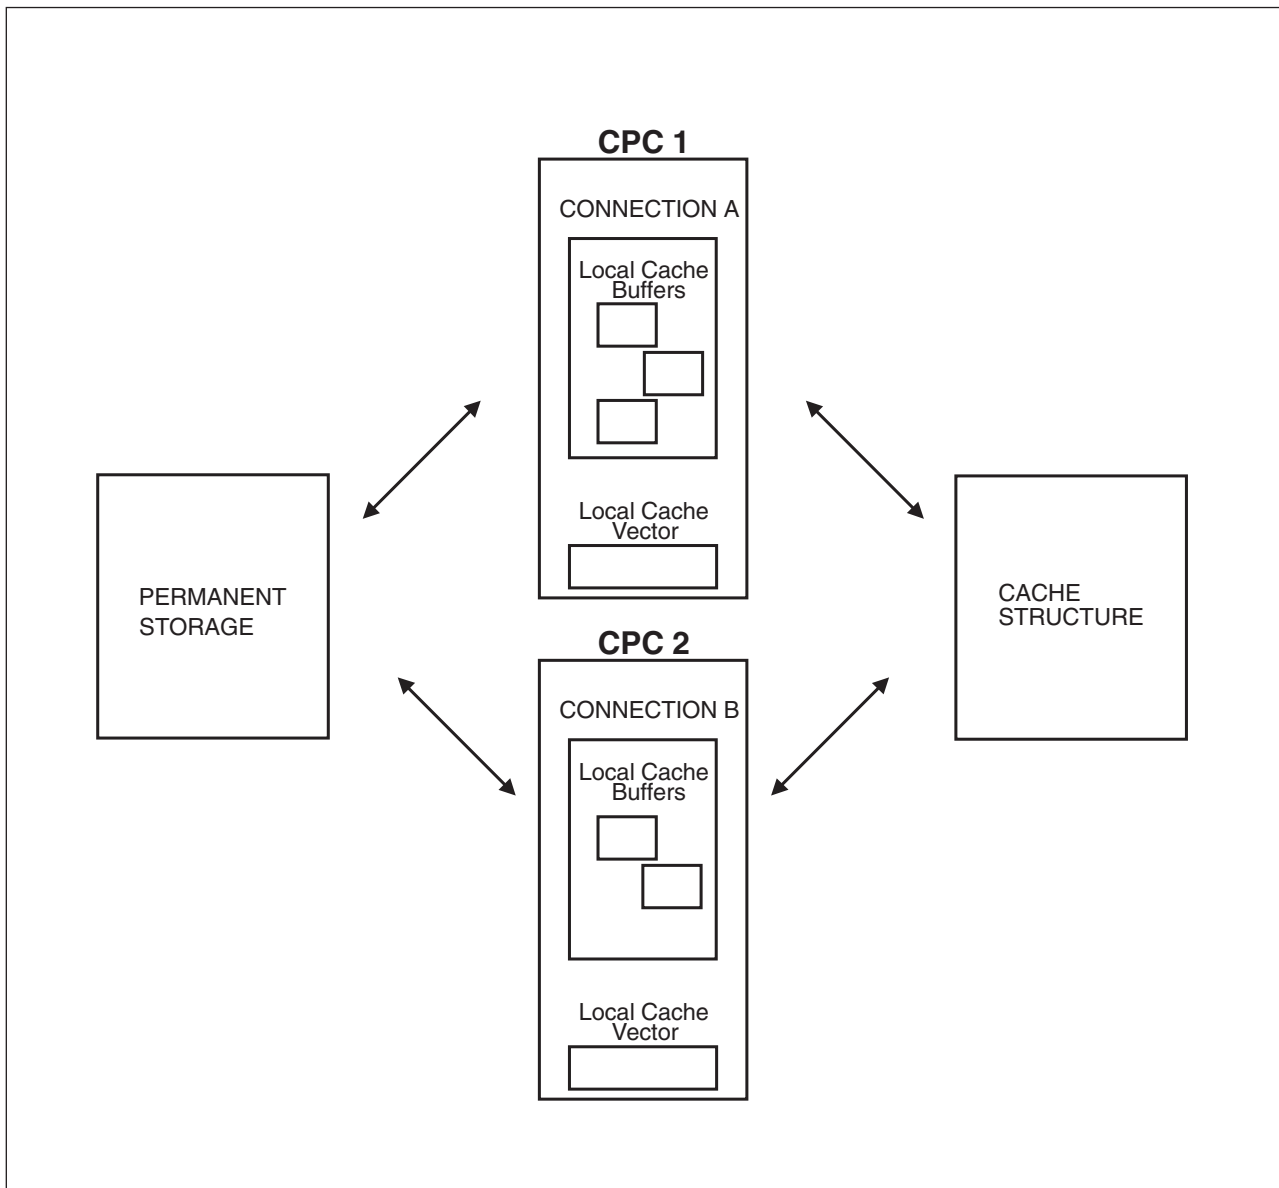 CPC 1
CONNECTION A
Local Cache
Buffers
Local Cache
Vector
PERMANENT
STORAGE
CACHE
STRUCTURE
CPC 2
CONNECTION B
Local Cache
Buffers
Local Cache
Vector